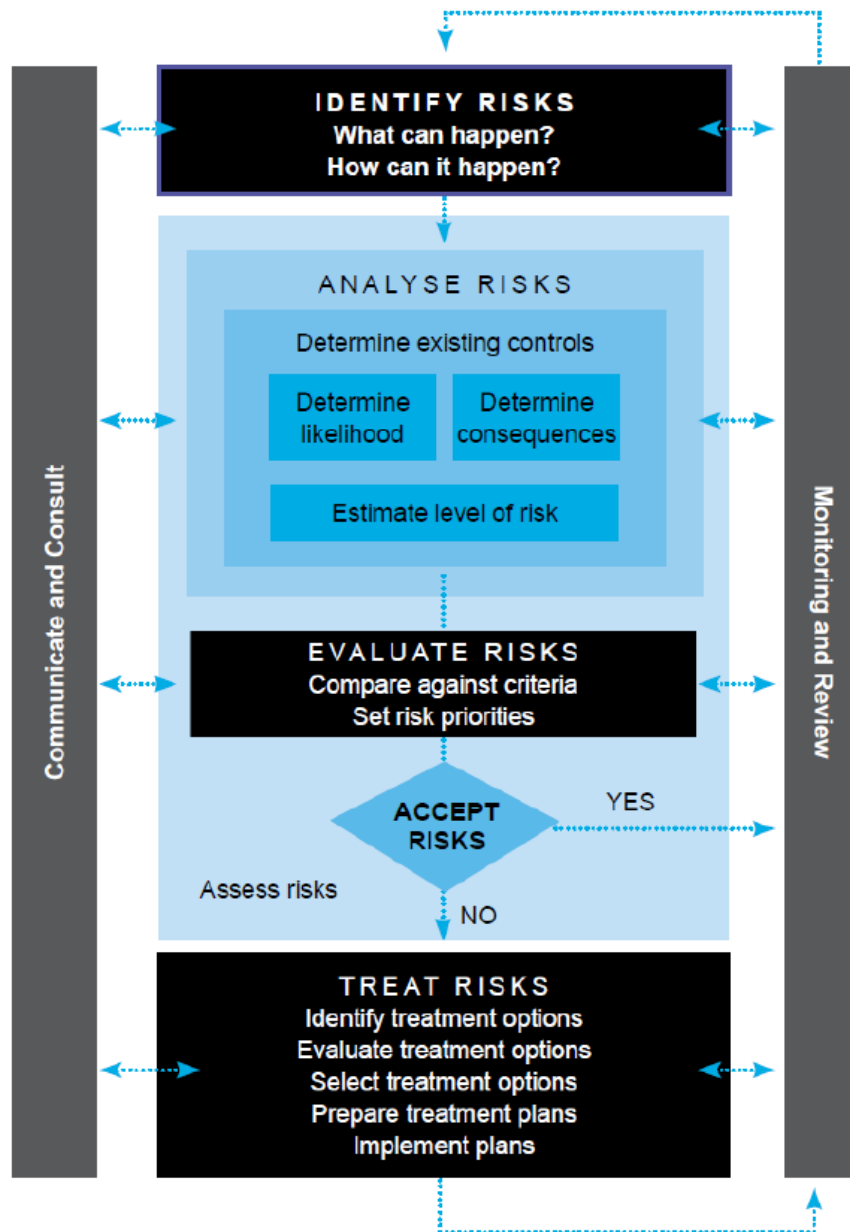 IDENTIFY RISKS
What can happen?
How can it happen?
ANALYSE RISKS
Determine existing controls
Determine
likelihood
Determine
consequences
Estimate level of risk
EVALUATE RISKS
Compare against criteria
Set risk priorities
ACCEPT
RISKS
YES
Assess risks
NO
TREAT RISKS
Identify treatment options
Evaluate treatment options
Select treatment options
Prepare treatment plans
Implement plans
Communicate and Consult
Monitoring and Review